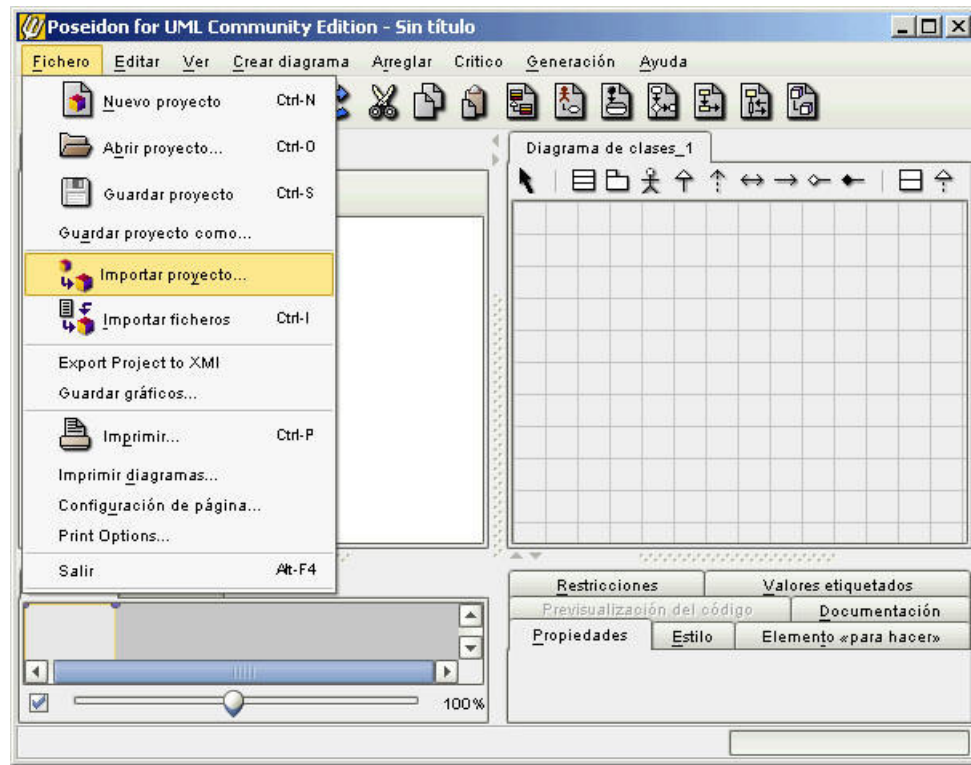 Poseidon for UML Community Edition - Sin título
Fichero Editar Ver Crear diagrama Arreglar Critico Generación Ayuda
Nuevo proyecto Ctrl-N
Abrir proyecto... Ctrl-O
Guardar proyecto Ctrl-S
Guardar proyecto como...
Importar proyecto...
Importar ficheros Ctrl-I
Export Project to XMI
Guardar gráficos...
Imprimir... Ctrl-P
Imprimir diagramas...
Configuración de página...
Print Options...
Salir Alt-F4
100%
Diagrama de clases_1
Restricciones Valores etiquetados
Previsualización del código Documentación
Propiedades Estilo Elemento «para hacer»